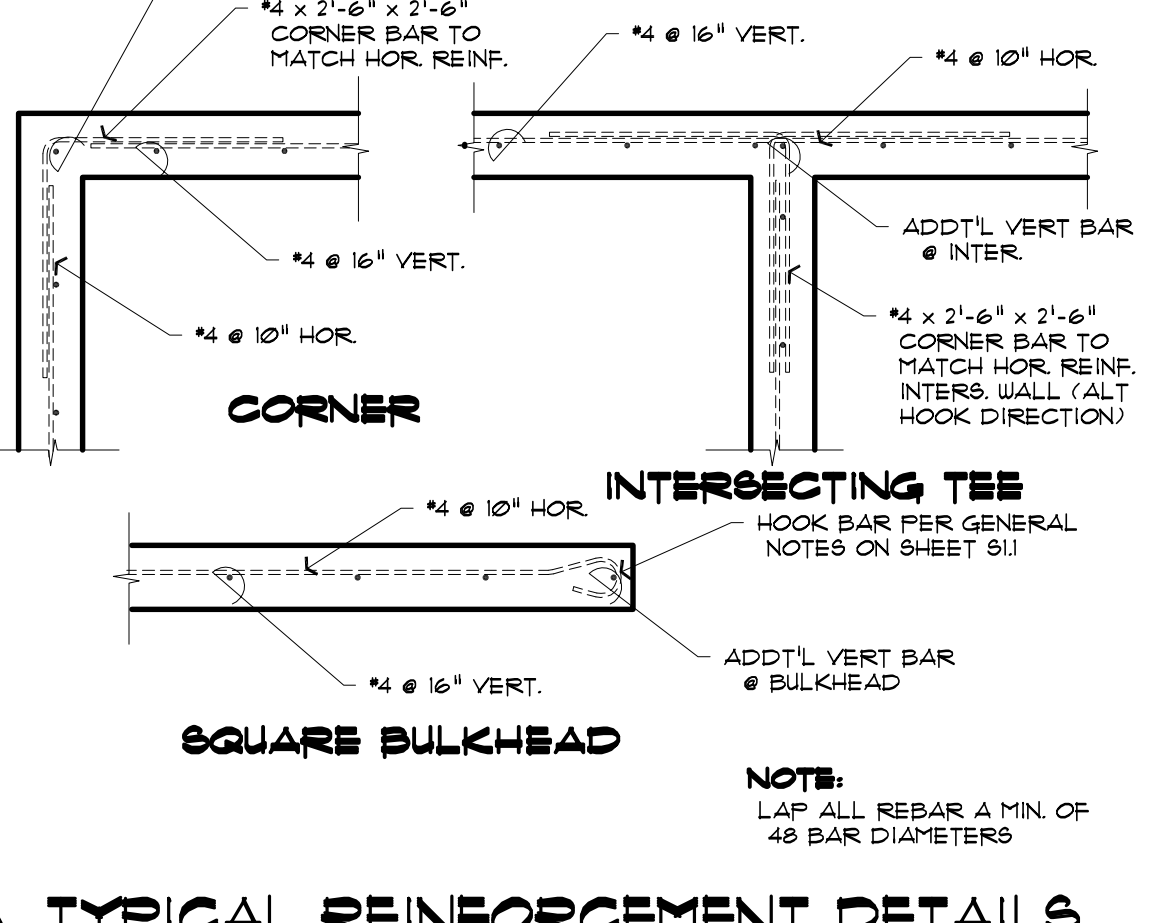 #4 x 2'-6" x 2'-6"
CORNER BAR TO
MATCH HOR. REINF.
#4 @ 16" VERT.
#4 @ 10" HOR.
ADDT'L VERT BAR
@ INTER.
#4 @ 16" VERT.
#4 x 2'-6" x 2'-6"
CORNER BAR TO
MATCH HOR. REINF.
INTERS. WALL (ALT
HOOK DIRECTION)
#4 @ 10" HOR.
CORNER
INTERSECTING TEE
#4 @ 10" HOR.
HOOK BAR PER GENERAL
NOTES ON SHEET S1.1
ADDT'L VERT BAR
@ BULKHEAD
#4 @ 16" VERT.
SQUARE BULKHEAD
NOTE:
LAP ALL REBAR A MIN. OF
48 BAR DIAMETERS
TYPICAL REINFORCEMENT DETAILS